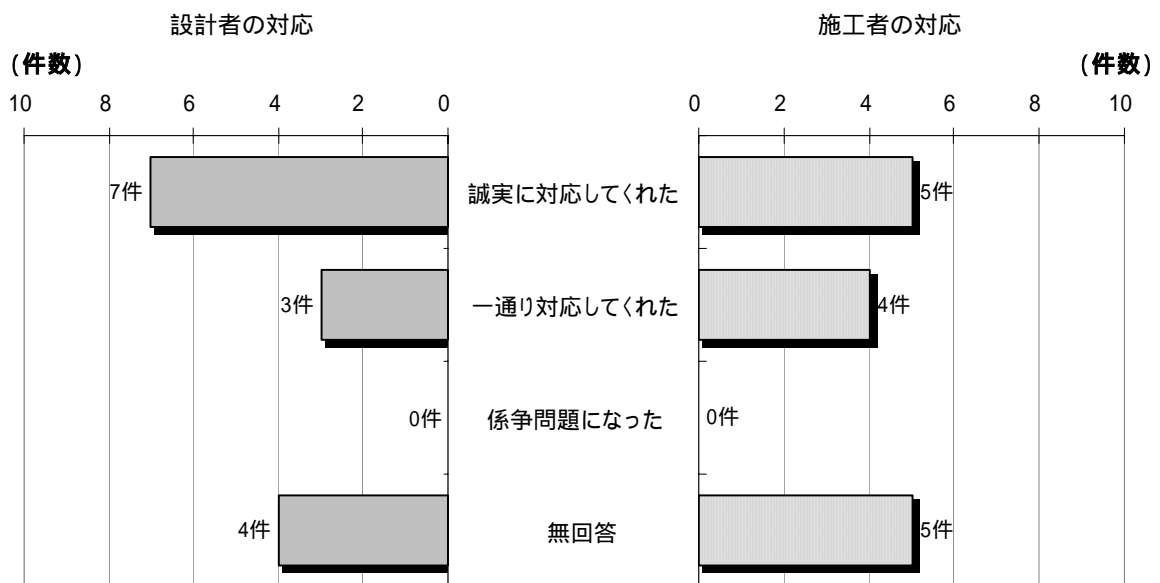 設計者の対応
施工者の対応
(件数)
(件数)
10 8 6 4 2 0
0 2 4 6 8 10
7件
誠実に対応してくれた
5件
3件
一通り対応してくれた
4件
0件
係争問題になった
0件
4件
無回答
5件